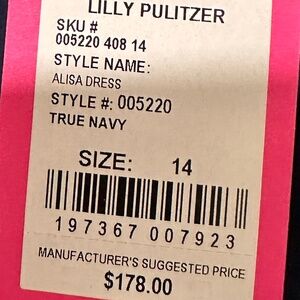 LILLY PULITZER
SKU #
005220 408 14
STYLE NAME:
ALISA DRESS
STYLE #: 005220
TRUE NAVY
SIZE: 14
197367 007923
MANUFACTURER'S SUGGESTED PRICE
$178.00